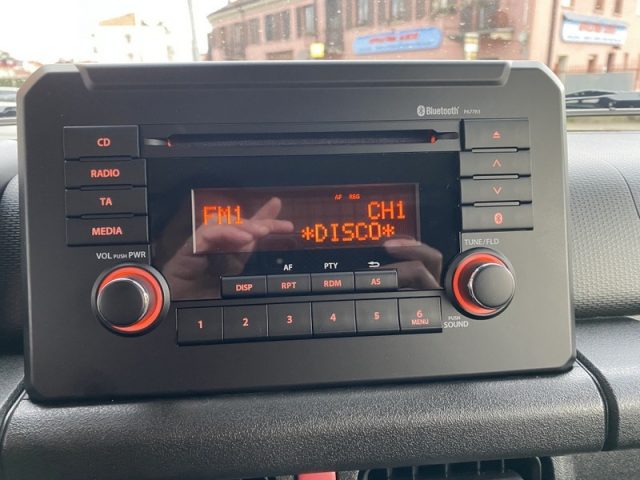 Bluetooth PA77R3
CD
RADIO
TA
MEDIA
VOL PUSH PWR
AF REG
FM1 CH1
*DISCO*
TUNE/FLD
AF PTY
DISP RPT RDM AS
1 2 3 4 5 6
MENU
PUSH
SOUND